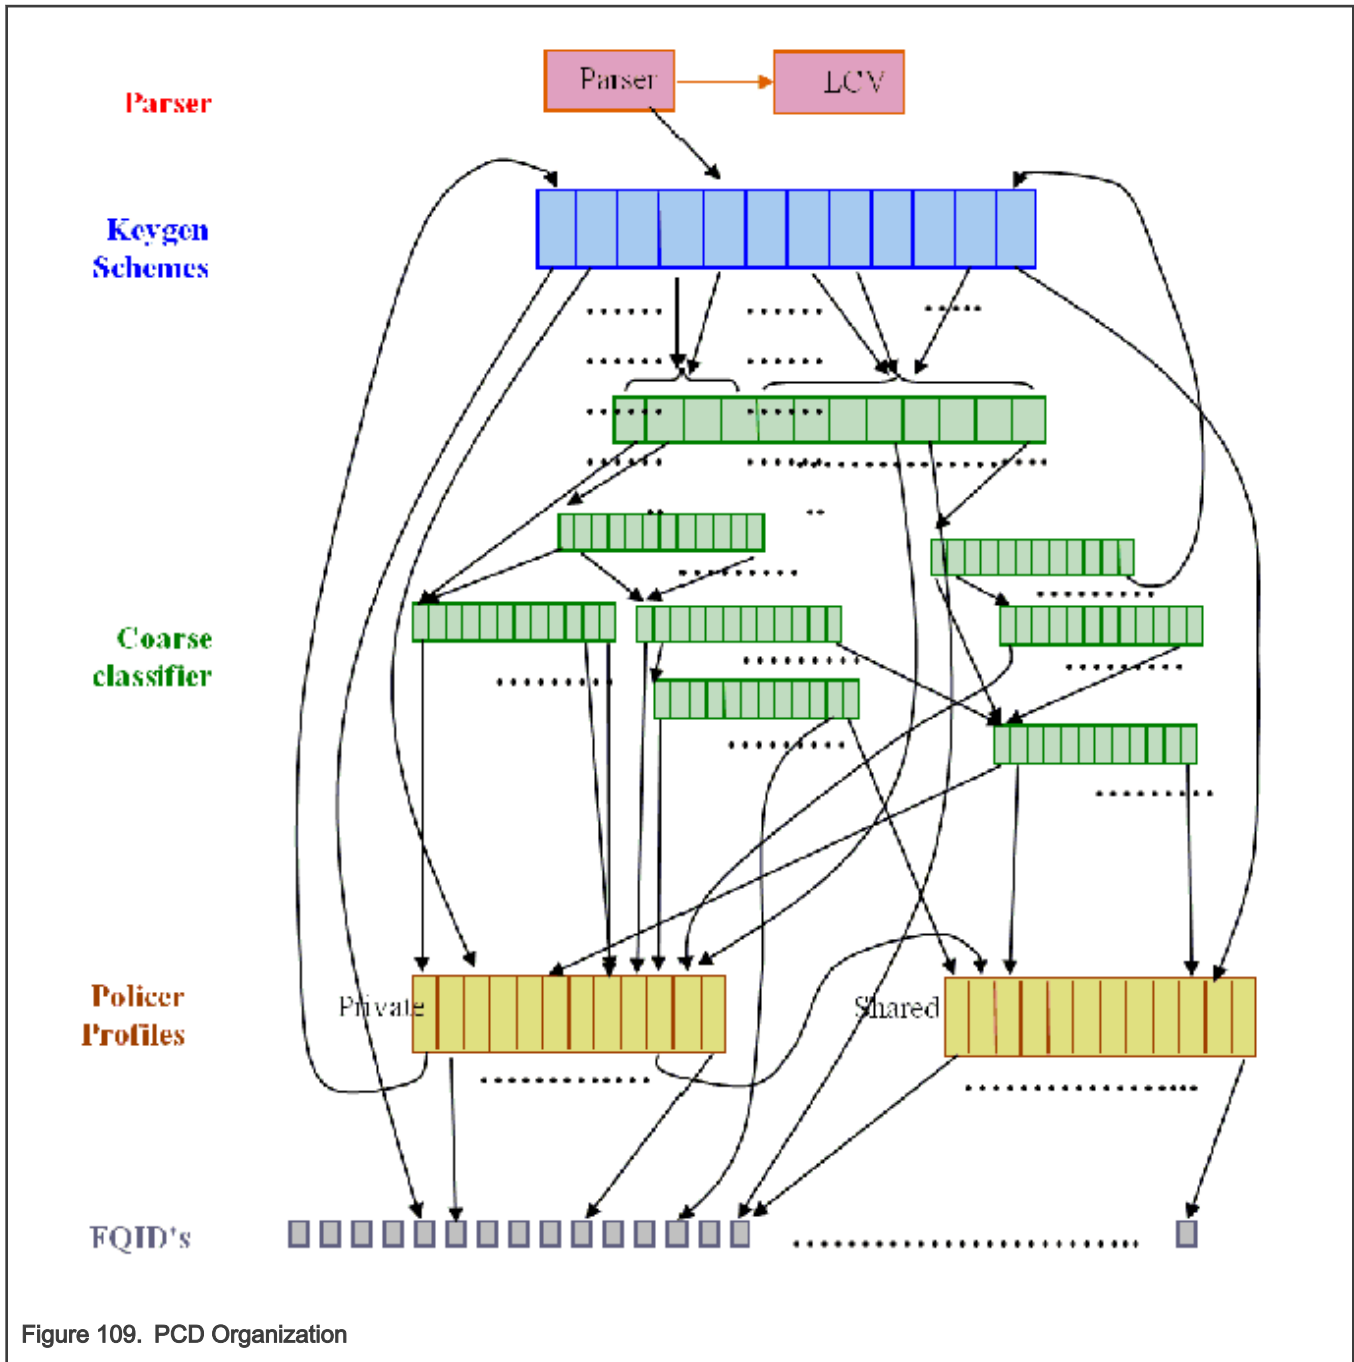 Parser
LCV
Parser
Keygen
Schemes
Coarse
classifier
Policer
Profiles
Private
Shared
FQID's
Figure 109. PCD Organization